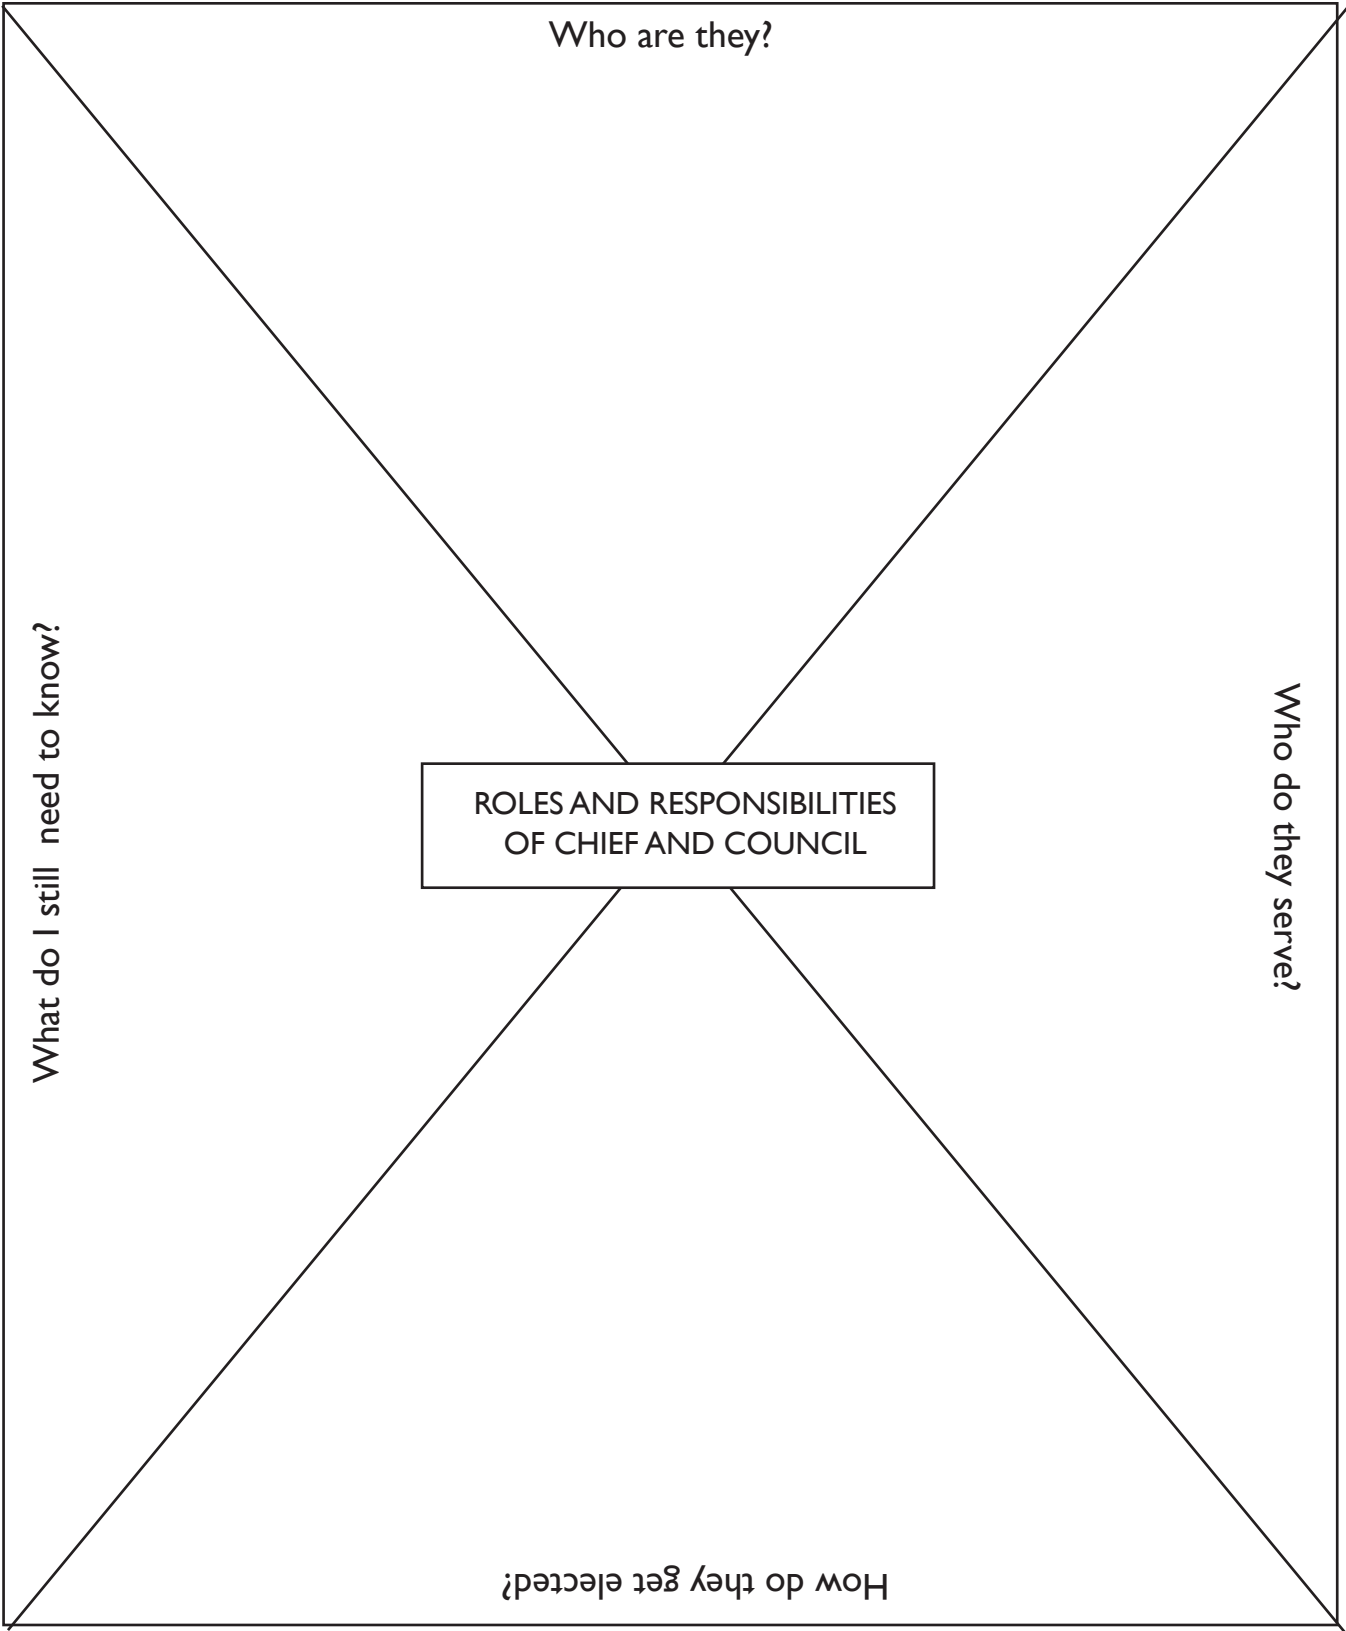 Who are they?
What do I still need to know?
ROLES AND RESPONSIBILITIES
OF CHIEF AND COUNCIL
Who do they serve?
How do they get elected?